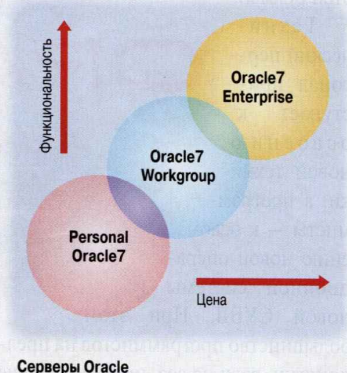 Функциональность
Oracle7
Enterprise
Oracle7
Workgroup
Personal
Oracle7
Цена
Серверы Oracle